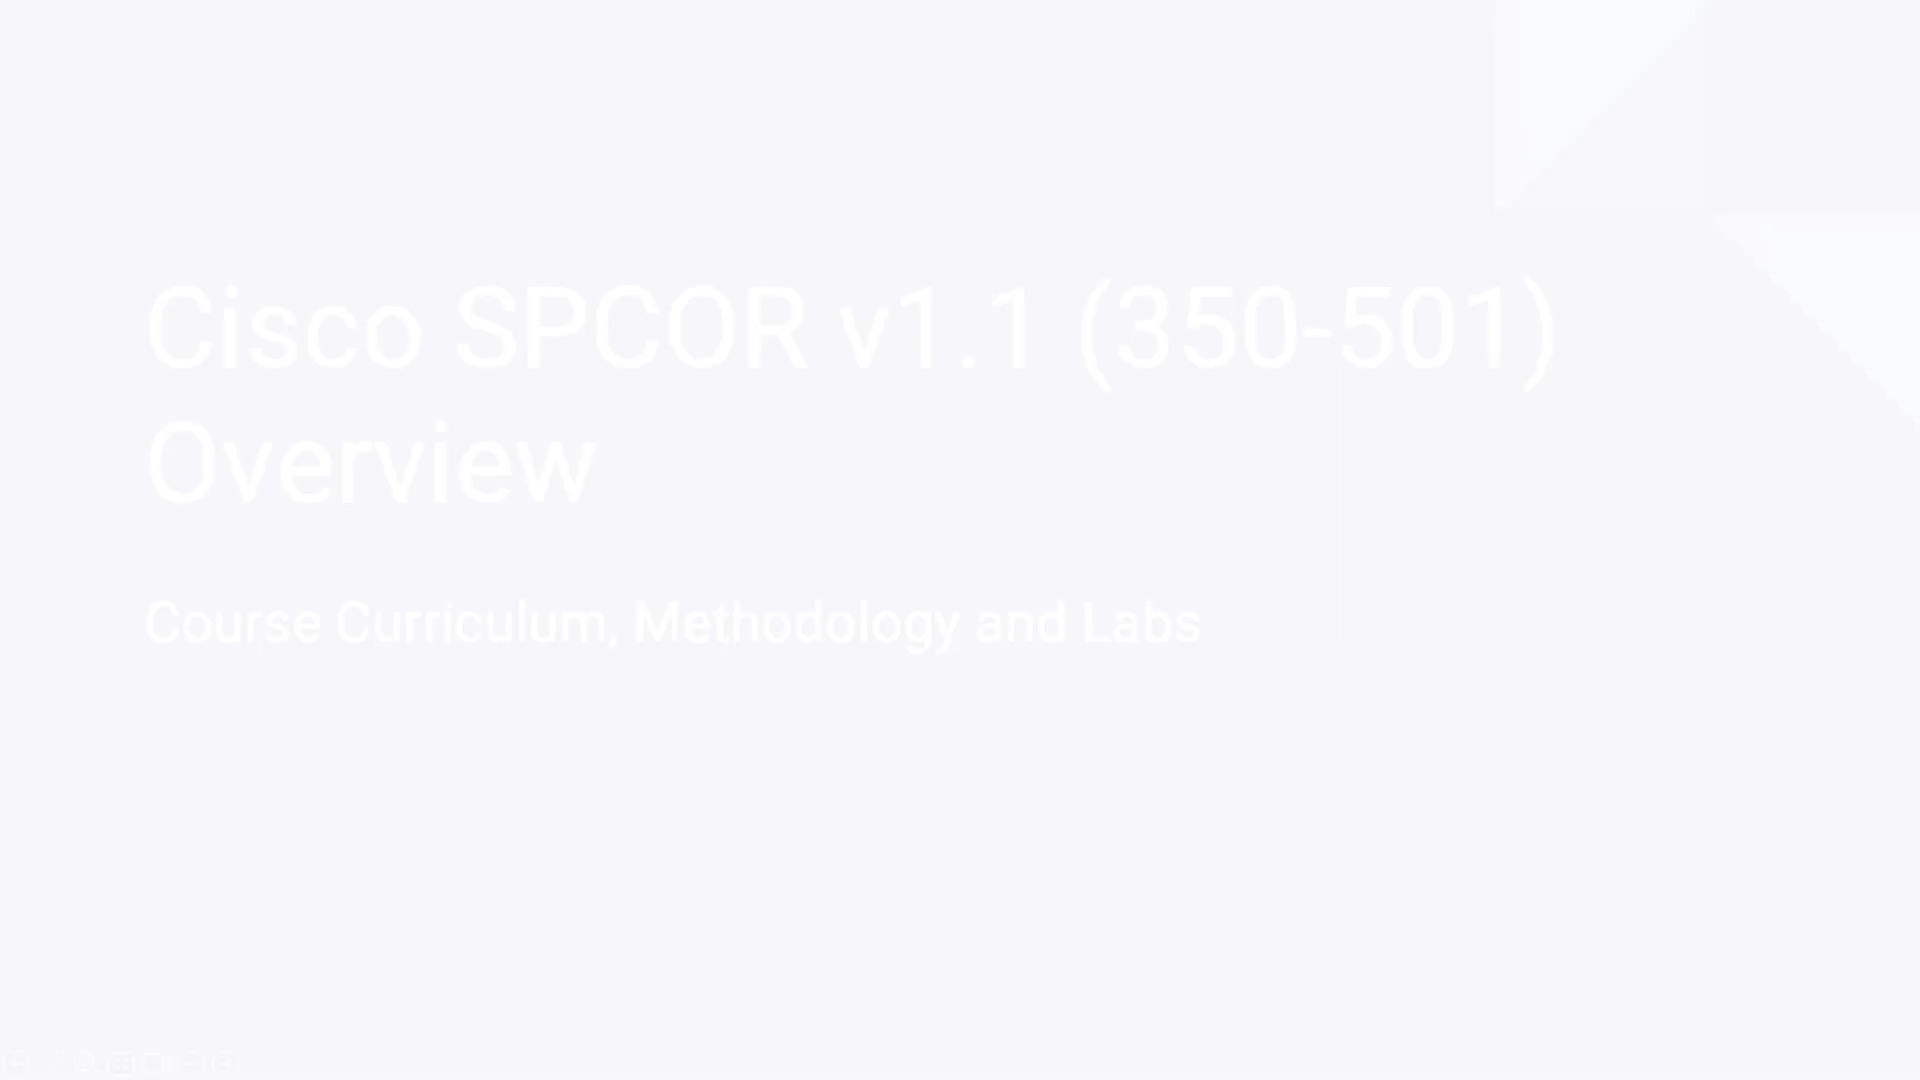 Cisco SPCOR v1.1 (350-501)
Overview
Course Curriculum, Methodology and Labs